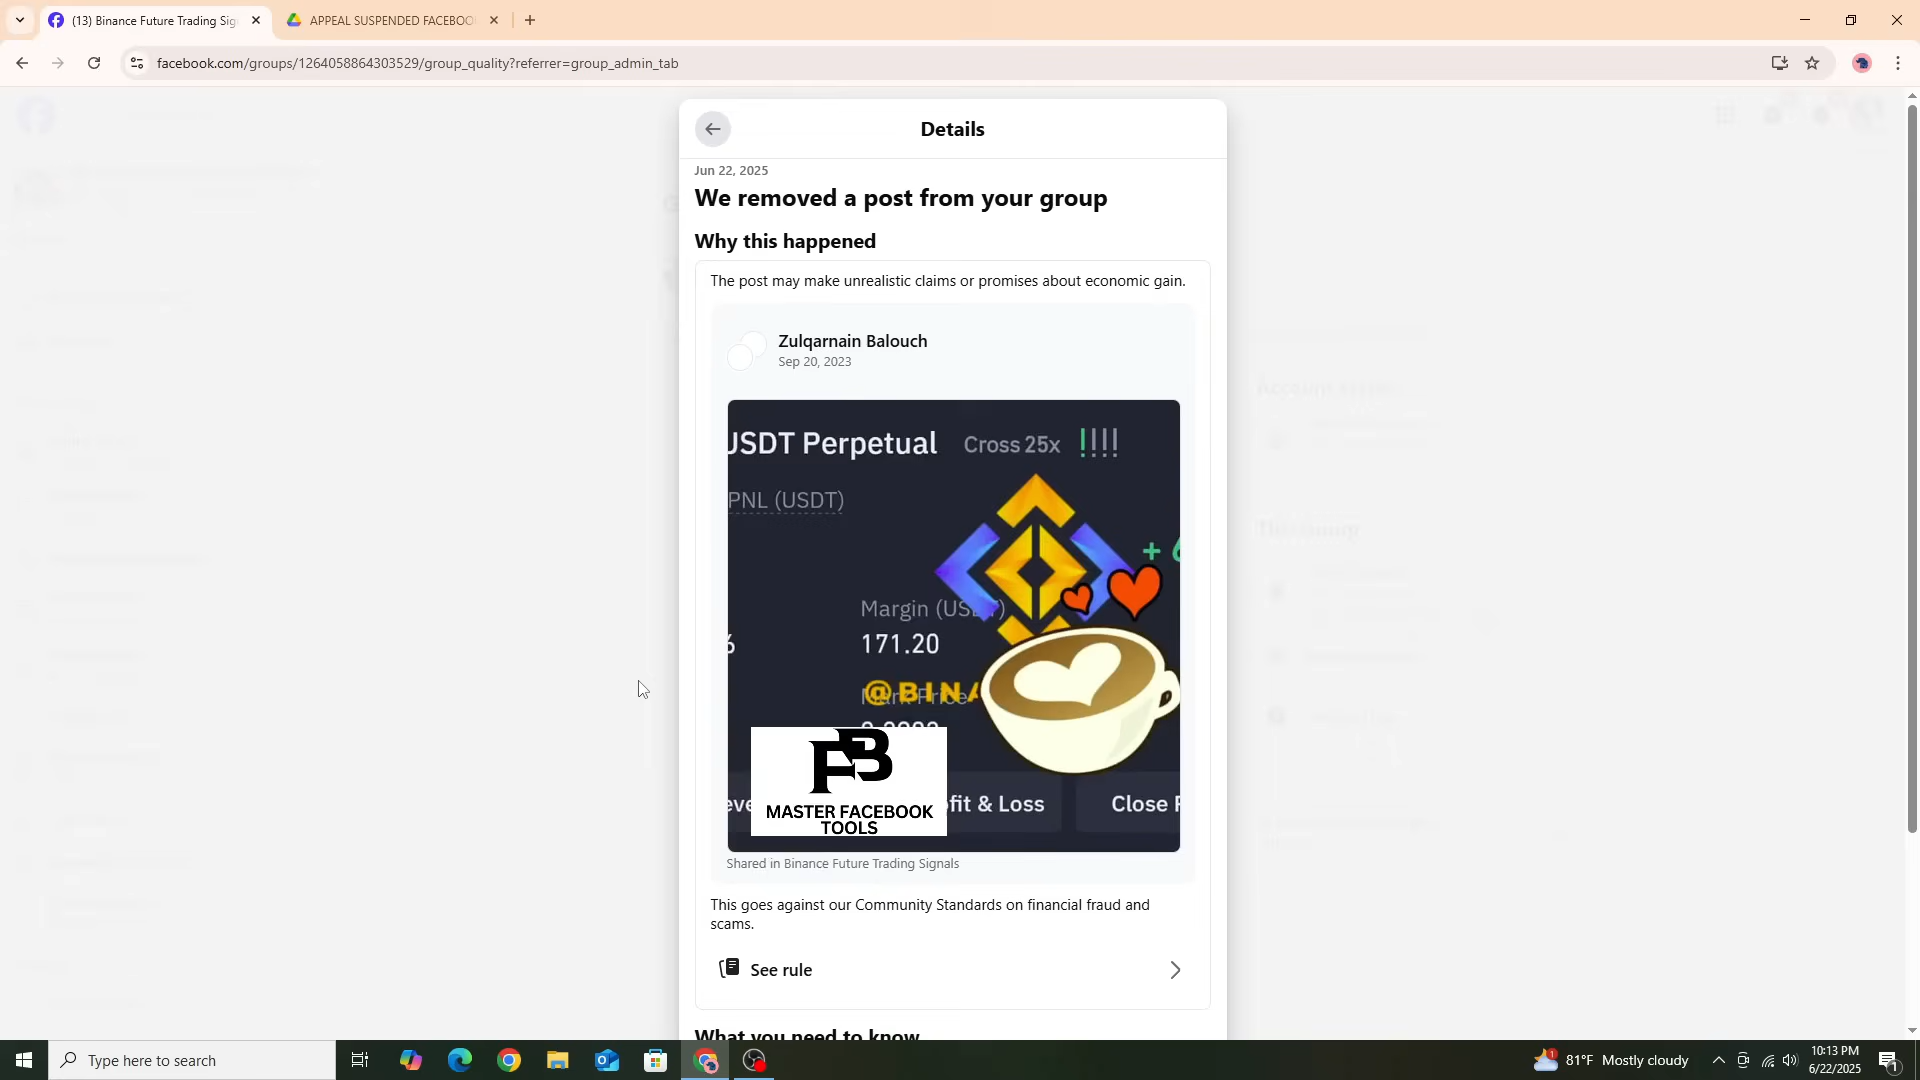 (13) Binance Future Trading Sig
APPEAL SUSPENDED FACEBOO
facebook.com/groups/1264058864303529/group_quality?referrer=group_admin_tab
Details
Jun 22, 2025
We removed a post from your group
Why this happened
The post may make unrealistic claims or promises about economic gain.
Zulqarnain Balouch
Sep 20, 2023
USDT Perpetual Cross 25x
PNL (USDT)
Margin (USDT)
171.20
@BINA
Mark Price
FB
MASTER FACEBOOK
TOOLS
ofit & Loss
Close P
Shared in Binance Future Trading Signals
This goes against our Community Standards on financial fraud and
scams.
See rule
What you need to know
Type here to search
81°F Mostly cloudy
10:13 PM
6/22/2025